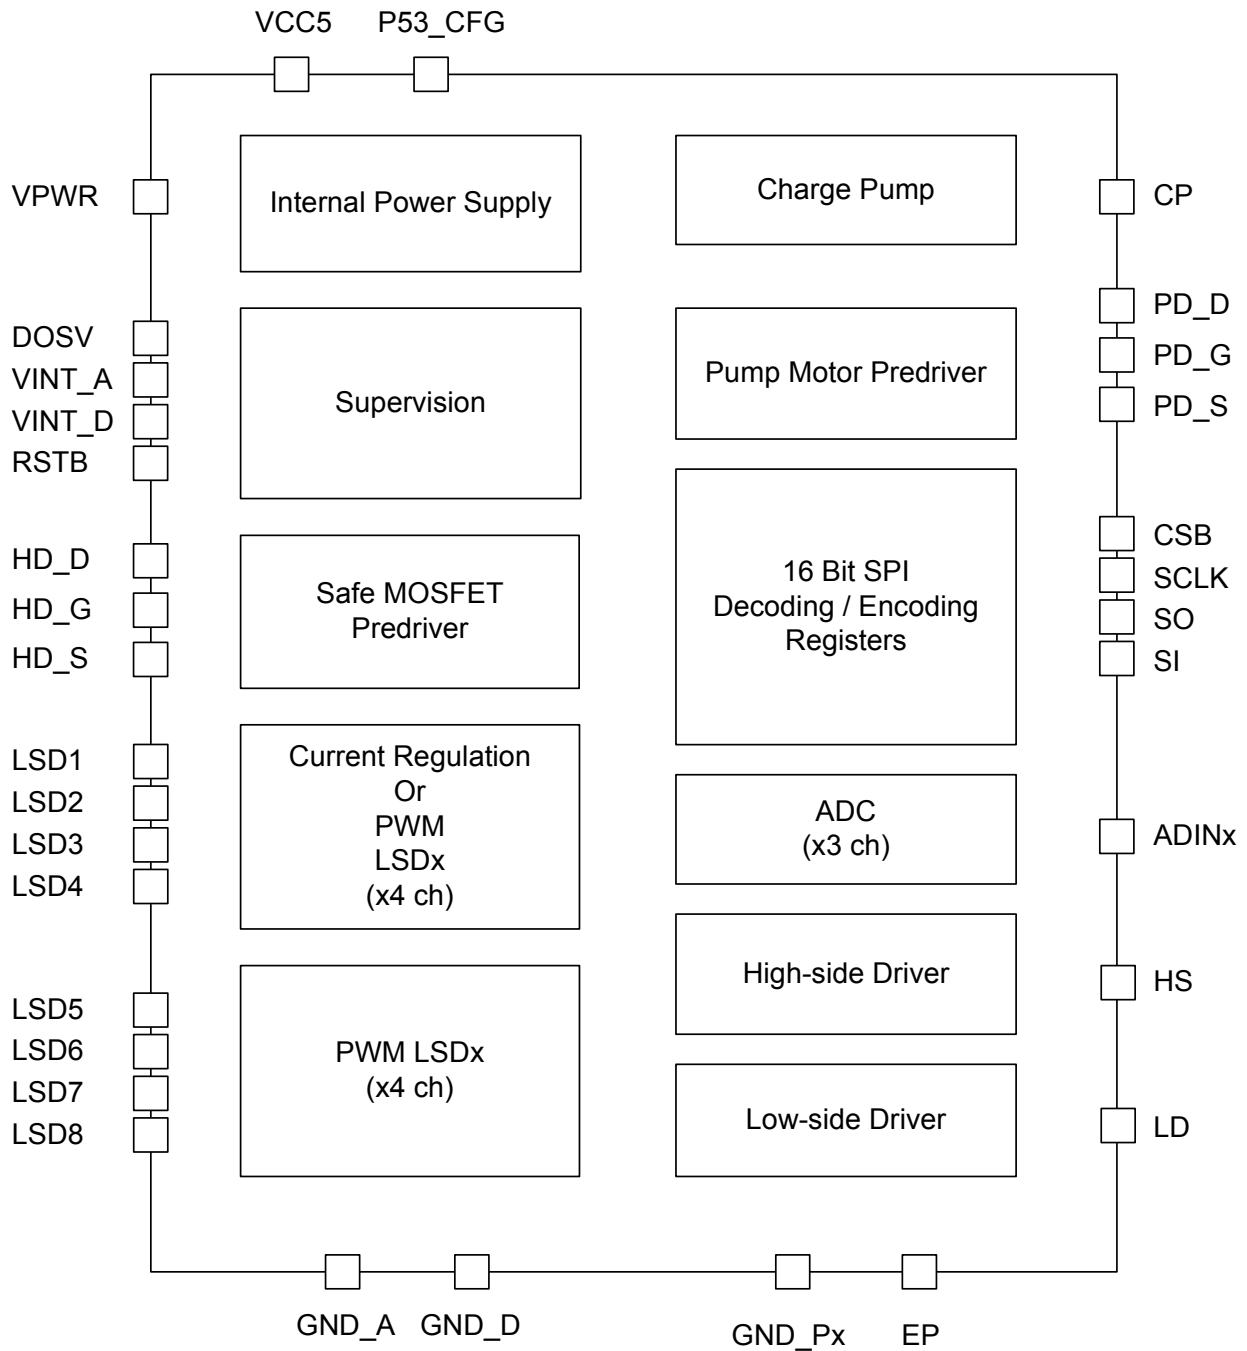 VCC5
P53_CFG
VPWR
DOSV
VINT_A
VINT_D
RSTB
HD_D
HD_G
HD_S
LSD1
LSD2
LSD3
LSD4
LSD5
LSD6
LSD7
LSD8
Internal Power Supply
Supervision
Safe MOSFET
Predriver
Current Regulation
Or
PWM
LSDx
(x4 ch)
PWM LSDx
(x4 ch)
Charge Pump
Pump Motor Predriver
16 Bit SPI
Decoding / Encoding
Registers
ADC
(x3 ch)
High-side Driver
Low-side Driver
CP
PD_D
PD_G
PD_S
CSB
SCLK
SO
SI
ADINx
HS
LD
GND_A
GND_D
GND_Px
EP